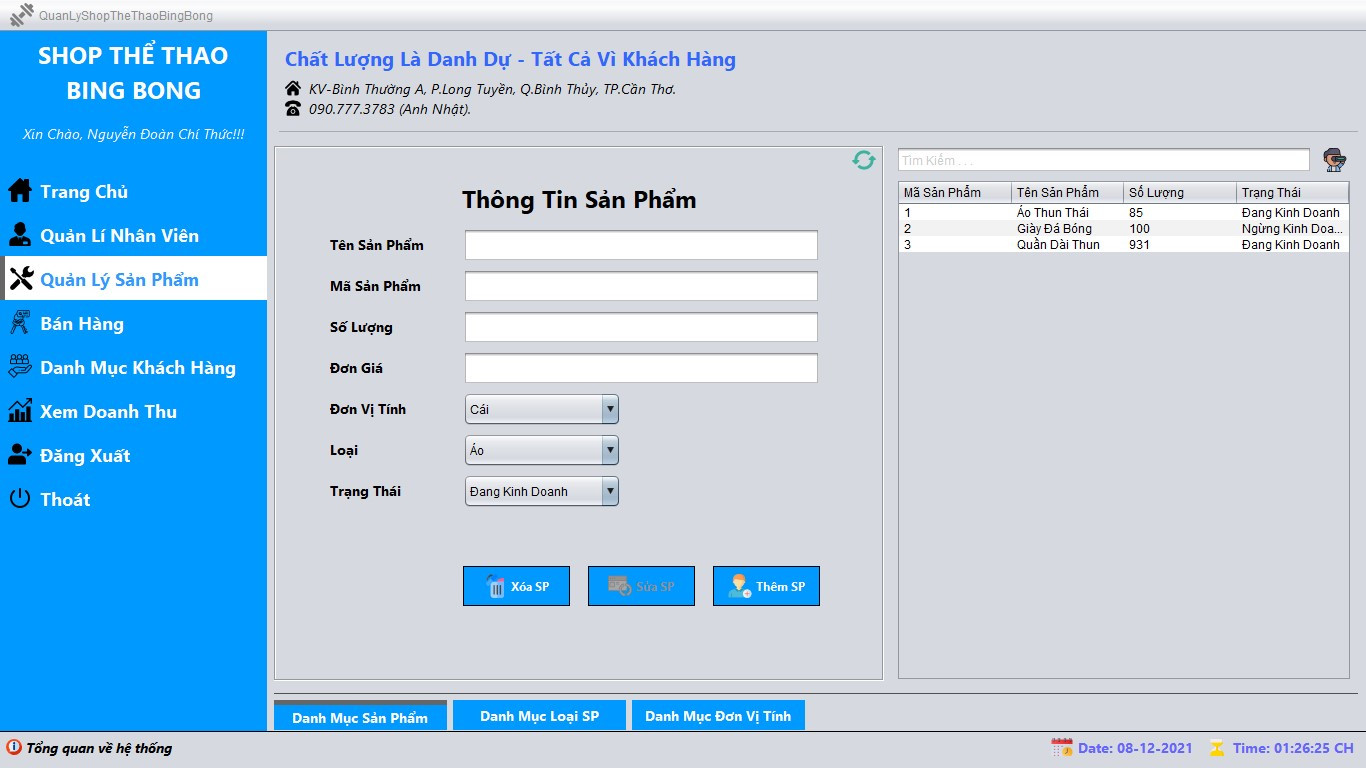 QuanLyShopTheThaoBingBong
SHOP THỂ THAO
BING BONG
Xin Chào, Nguyễn Đoàn Chí Thức!!!
Trang Chủ
Quản Lí Nhân Viên
Quản Lý Sản Phẩm
Bán Hàng
Danh Mục Khách Hàng
Xem Doanh Thu
Đăng Xuất
Thoát
Chất Lượng Là Danh Dự - Tất Cả Vì Khách Hàng
KV-Bình Thường A, P.Long Tuyền, Q.Bình Thủy, TP.Cần Thơ.
090.777.3783 (Anh Nhật).
Thông Tin Sản Phẩm
Tên Sản Phẩm
Mã Sản Phẩm
Số Lượng
Đơn Giá
Đơn Vị Tính Cái
Loại Áo
Trạng Thái Đang Kinh Doanh
Xóa SP Sửa SP Thêm SP
Tìm Kiếm . . .
Mã Sản Phẩm Tên Sản Phẩm Số Lượng Trạng Thái
1 Áo Thun Thái 85 Đang Kinh Doanh
2 Giày Đá Bóng 100 Ngừng Kinh Doa...
3 Quần Dài Thun 931 Đang Kinh Doanh
Danh Mục Sản Phẩm Danh Mục Loại SP Danh Mục Đơn Vị Tính
Tổng quan về hệ thống
Date: 08-12-2021 Time: 01:26:25 CH